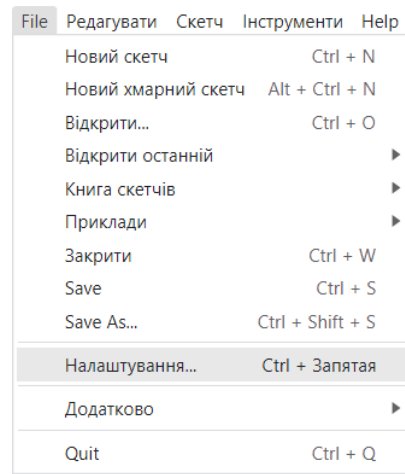 File Редагувати Скетч Інструменти Help
Новий скетч Ctrl + N
Новий хмарний скетч Alt + Ctrl + N
Відкрити... Ctrl + O
Відкрити останній
Книга скетчів
Приклади
Закрити Ctrl + W
Save Ctrl + S
Save As... Ctrl + Shift + S
Налаштування... Ctrl + Запятая
Додатково
Quit Ctrl + Q